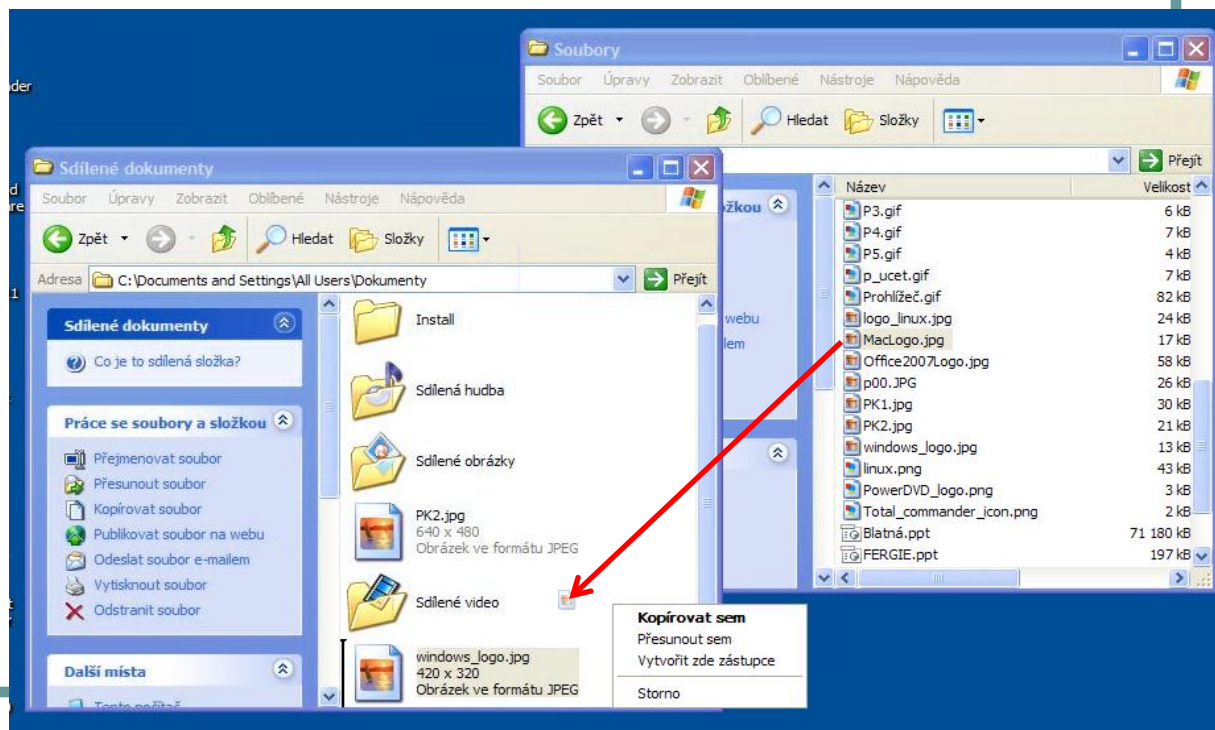 Soubory
Soubor Úpravy Zobrazit Oblíbené Nástroje Nápověda
Zpět Hledat Složky
Přejít
žkou
webu
lem
Název Velikost
P3.gif 6 kB
P4.gif 7 kB
P5.gif 4 kB
p_ucet.gif 7 kB
Prohlížeč.gif 82 kB
logo_linux.jpg 24 kB
MacLogo.jpg 17 kB
Office2007Logo.jpg 58 kB
p00.JPG 26 kB
PK1.jpg 30 kB
PK2.jpg 21 kB
windows_logo.jpg 13 kB
linux.png 43 kB
PowerDVD_logo.png 3 kB
Total_commander_icon.png 2 kB
Blatná.ppt 71 180 kB
FERGIE.ppt 197 kB
der
d
re
1
Sdílené dokumenty
Soubor Úpravy Zobrazit Oblíbené Nástroje Nápověda
Zpět Hledat Složky
Adresa C:\Documents and Settings\All Users\Dokumenty Přejít
Sdílené dokumenty
Co je to sdílená složka?
Práce se soubory a složkou
Přejmenovat soubor
Přesunout soubor
Kopírovat soubor
Publikovat soubor na webu
Odeslat soubor e-mailem
Vytisknout soubor
Odstranit soubor
Další místa
Tento počítač
Install
Sdílená hudba
Sdílené obrázky
PK2.jpg
640 x 480
Obrázek ve formátu JPEG
Sdílené video
windows_logo.jpg
420 x 320
Obrázek ve formátu JPEG
Kopírovat sem
Přesunout sem
Vytvořit zde zástupce
Storno